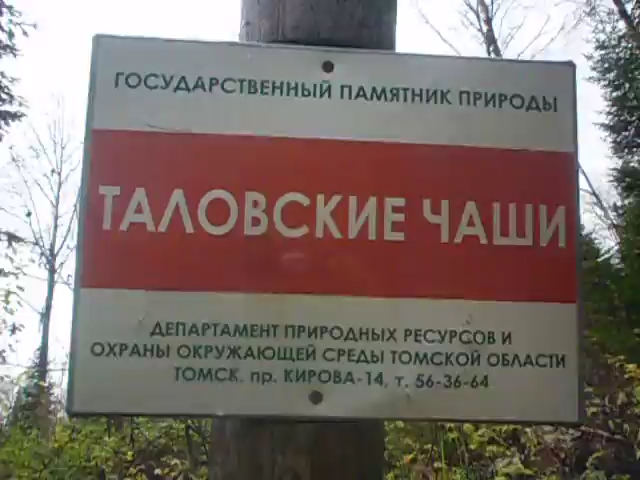 ГОСУДАРСТВЕННЫЙ ПАМЯТНИК ПРИРОДЫ
ТАЛОВСКИЕ ЧАШИ
ДЕПАРТАМЕНТ ПРИРОДНЫХ РЕСУРСОВ И
ОХРАНЫ ОКРУЖАЮЩЕЙ СРЕДЫ ТОМСКОЙ ОБЛАСТИ
ТОМСК, пр. КИРОВА-14, т. 56-36-64